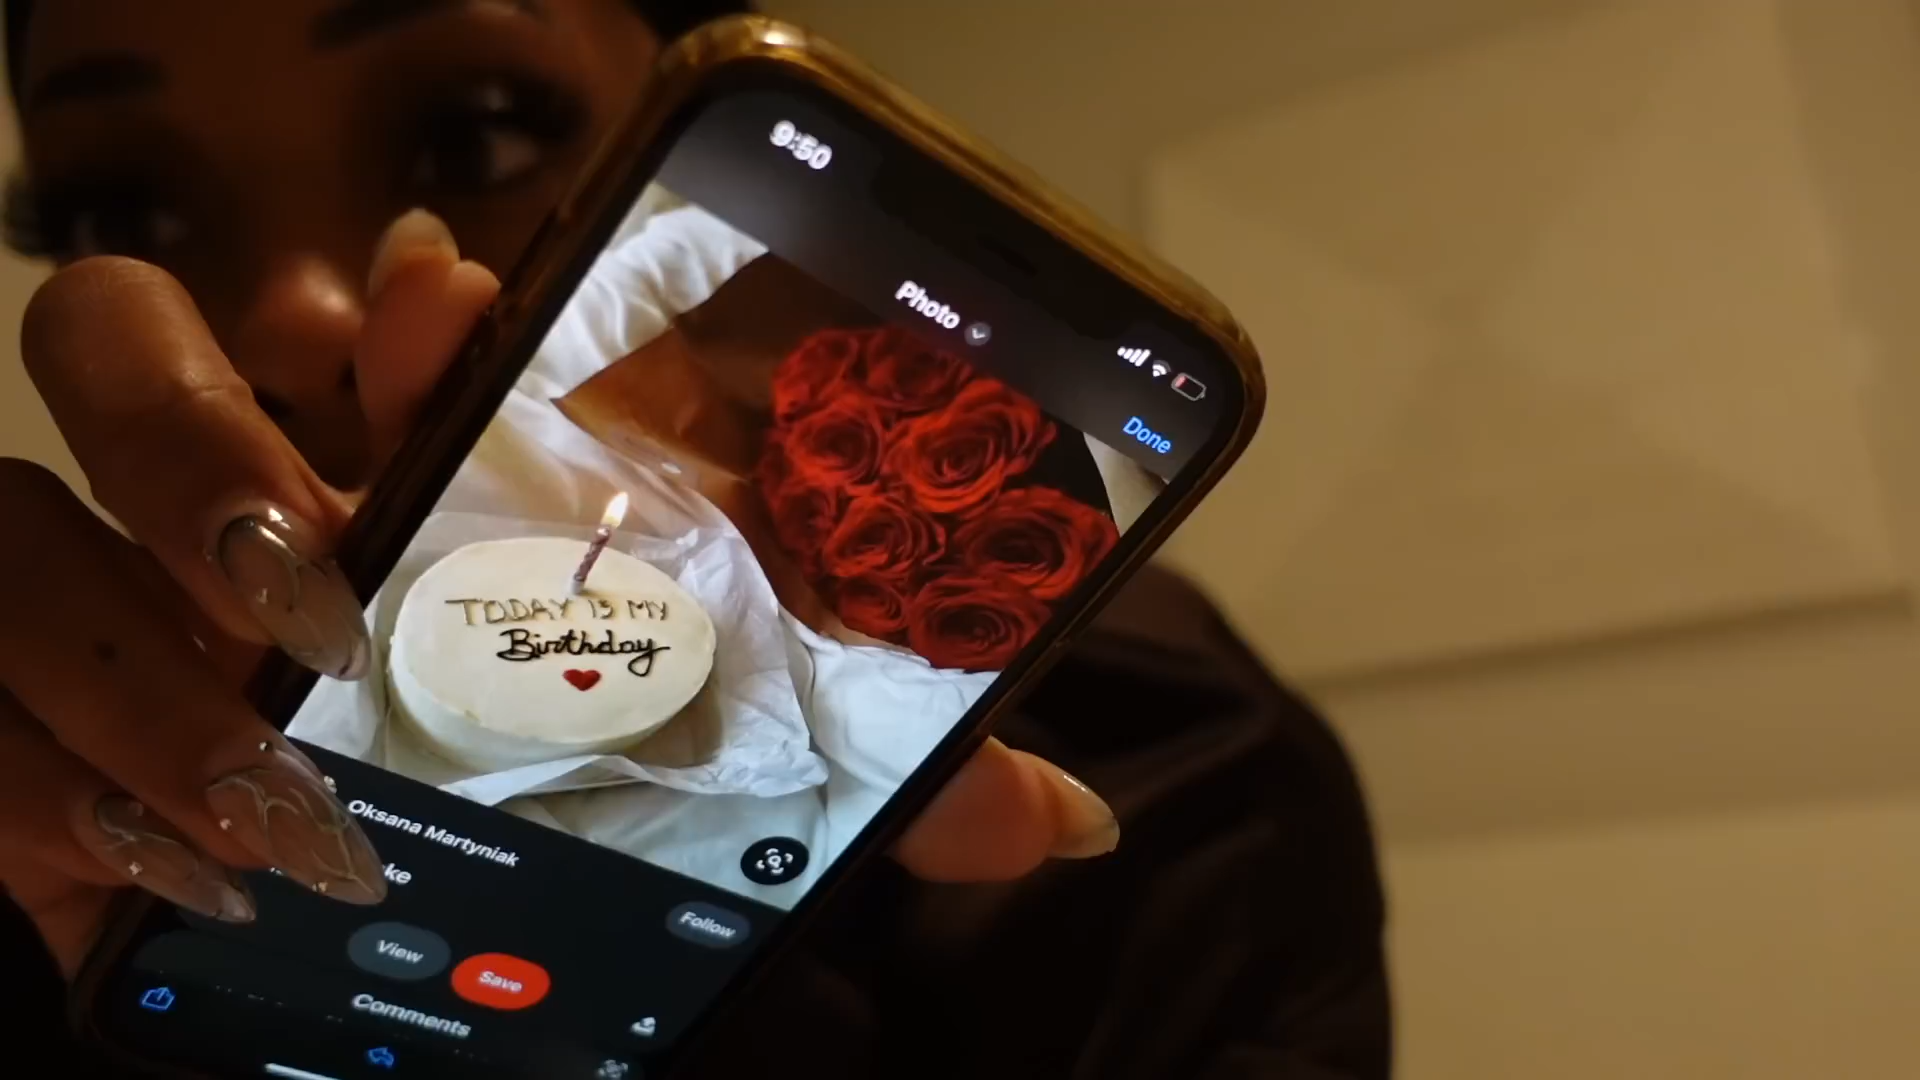 9:50
Photo
Done
TODAY IS MY
Birthday
Oksana Martyniak
Follow
View
Save
Comments